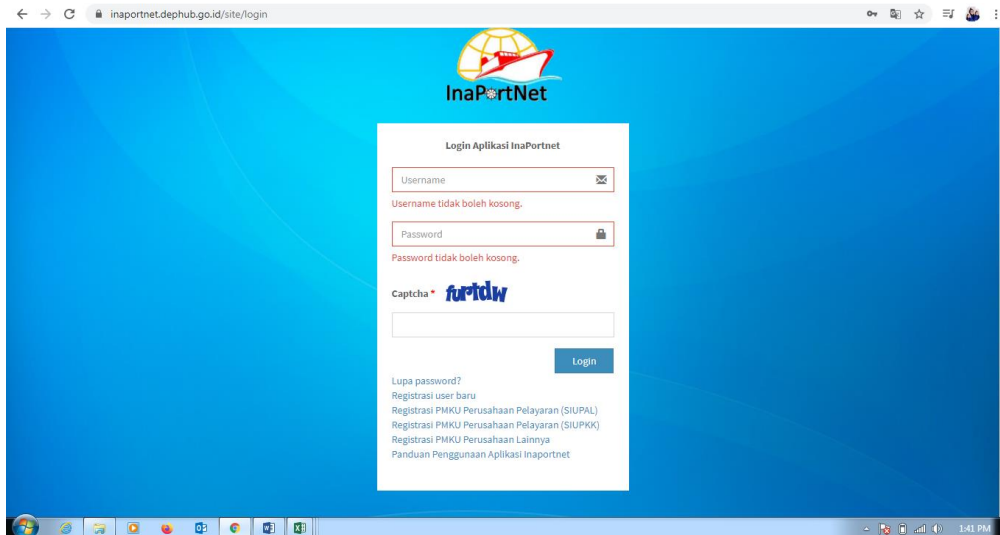 inaportnet.dephub.go.id/site/login
InaPortNet
Login Aplikasi InaPortnet
Username
Username tidak boleh kosong.
Password
Password tidak boleh kosong.
Captcha * furtdw
Login
Lupa password?
Registrasi user baru
Registrasi PMKU Perusahaan Pelayaran (SIUPAL)
Registrasi PMKU Perusahaan Pelayaran (SIUPKK)
Registrasi PMKU Perusahaan Lainnya
Panduan Penggunaan Aplikasi Inaportnet
1:41 PM